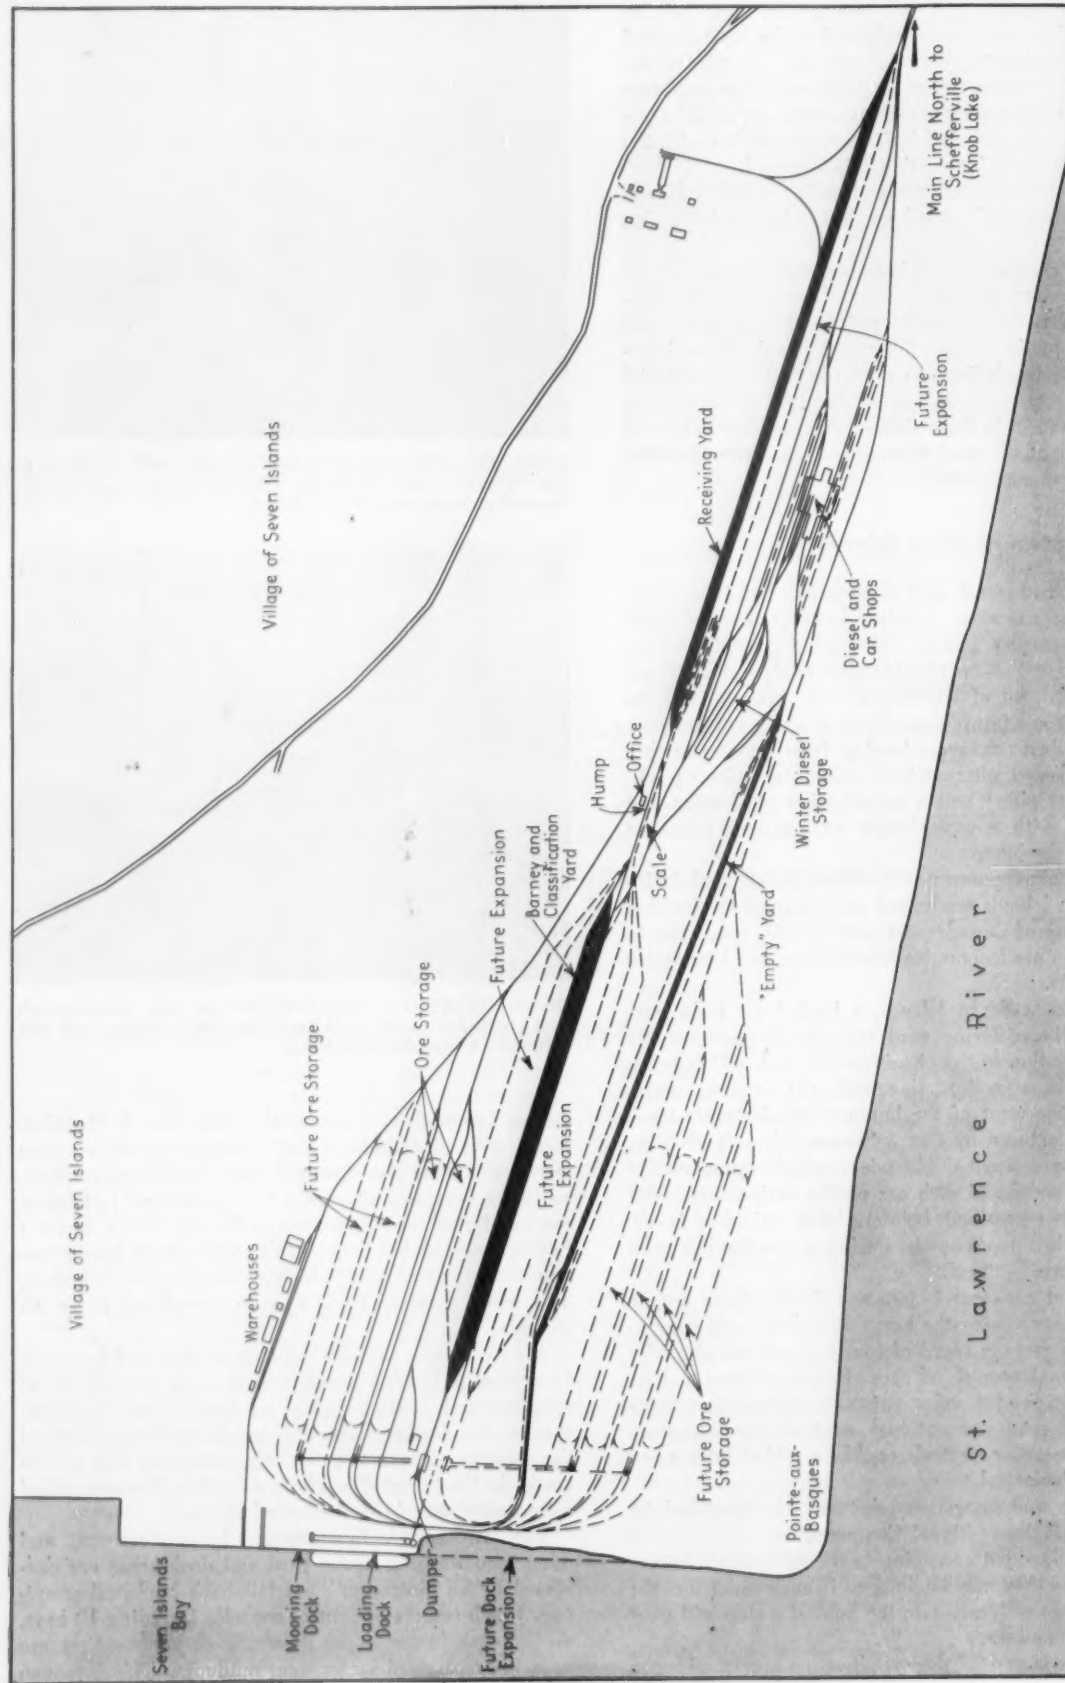 Village of Seven Islands
Village of Seven Islands
Seven Islands
Bay
Mooring
Dock
Loading
Dock
Dumper
Future Dock
Expansion
Warehouses
Future Ore Storage
Ore Storage
Future Expansion
Barney and
Classification
Yard
Hump
Office
Scale
Receiving Yard
Future
Expansion
Future
Expansion
"Empty" Yard
Winter Diesel
Storage
Diesel and
Car Shops
Main Line North to
Schefferville
(Knob Lake)
Future Ore
Storage
Pointe-aux-
Basques
St. Lawrence River